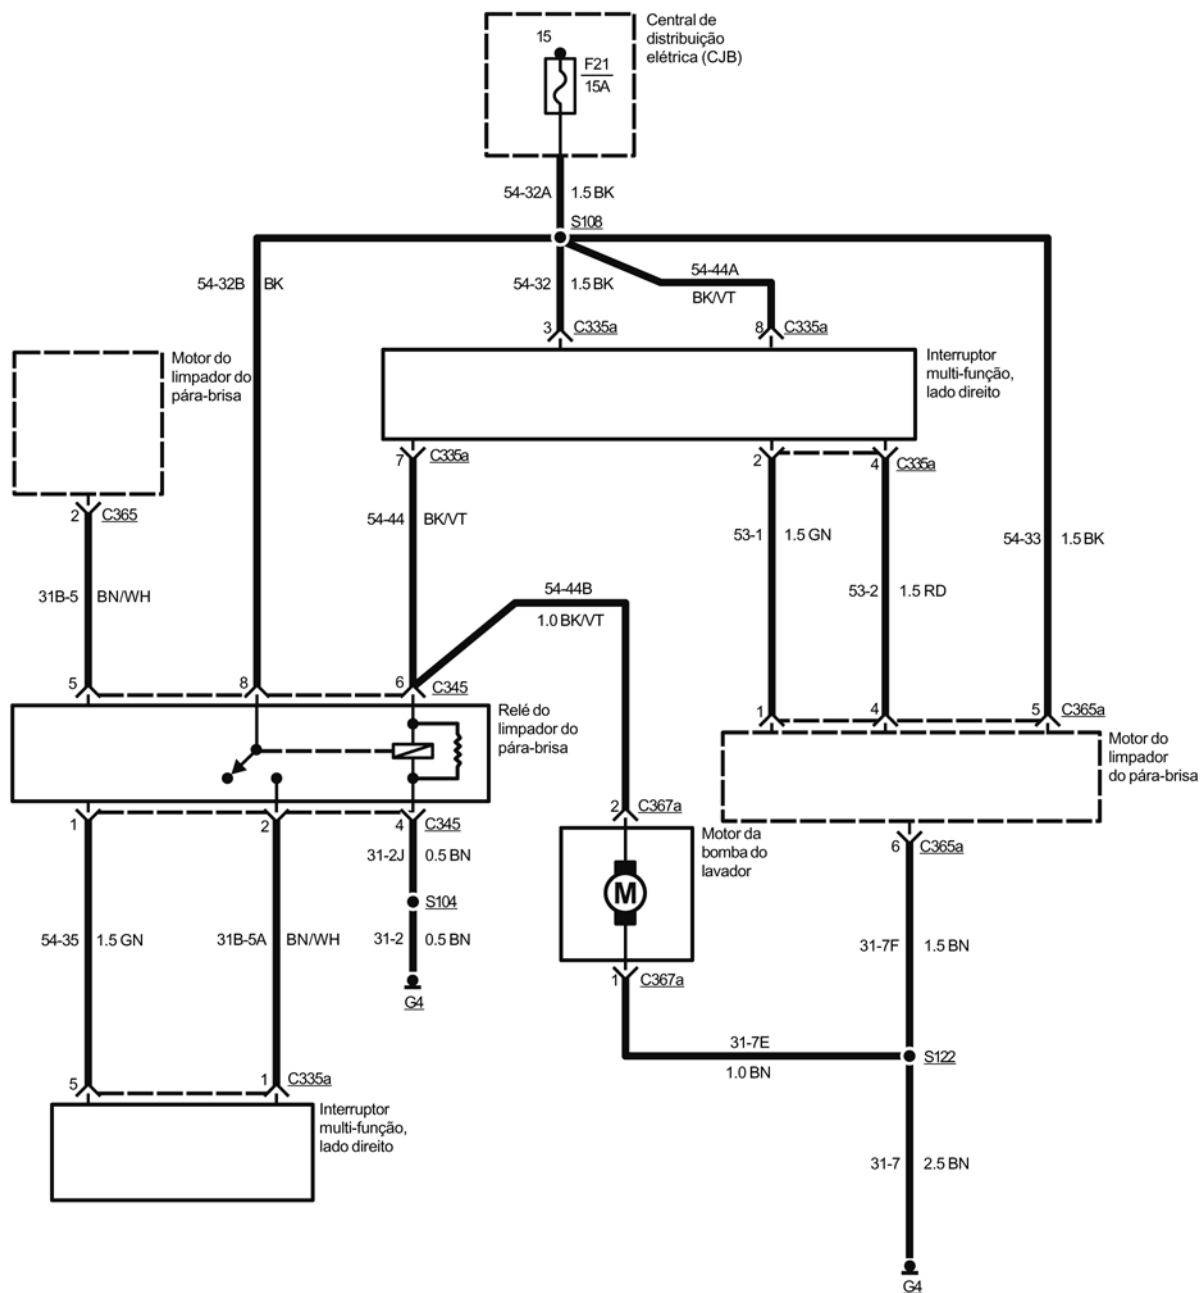 Central de
distribuição
elétrica (CJB)
15
F21
15A
54-32A 1.5 BK
S108
54-32B BK
54-32 1.5 BK
54-44A
BK/VT
3 C335a
8 C335a
Motor do
limpador do
pára-brisa
Interruptor
multi-função,
lado direito
7 C335a
2 4 C335a
2 C365
54-44 BK/VT
53-1 1.5 GN
54-33 1.5 BK
31B-5 BN/WH
54-44B
1.0 BK/VT
53-2 1.5 RD
5 8 6 C345
Relé do
limpador do
pára-brisa
1 4 5 C365a
Motor do
limpador
do pára-brisa
1 2 4 C345
2 C367a
Motor da
bomba do
lavador
M
6 C365a
31-2J 0.5 BN
S104
54-35 1.5 GN
31B-5A BN/WH
31-2 0.5 BN
G4
1 C367a
31-7F 1.5 BN
31-7E
1.0 BN
S122
5 1 C335a
Interruptor
multi-função,
lado direito
31-7 2.5 BN
G4